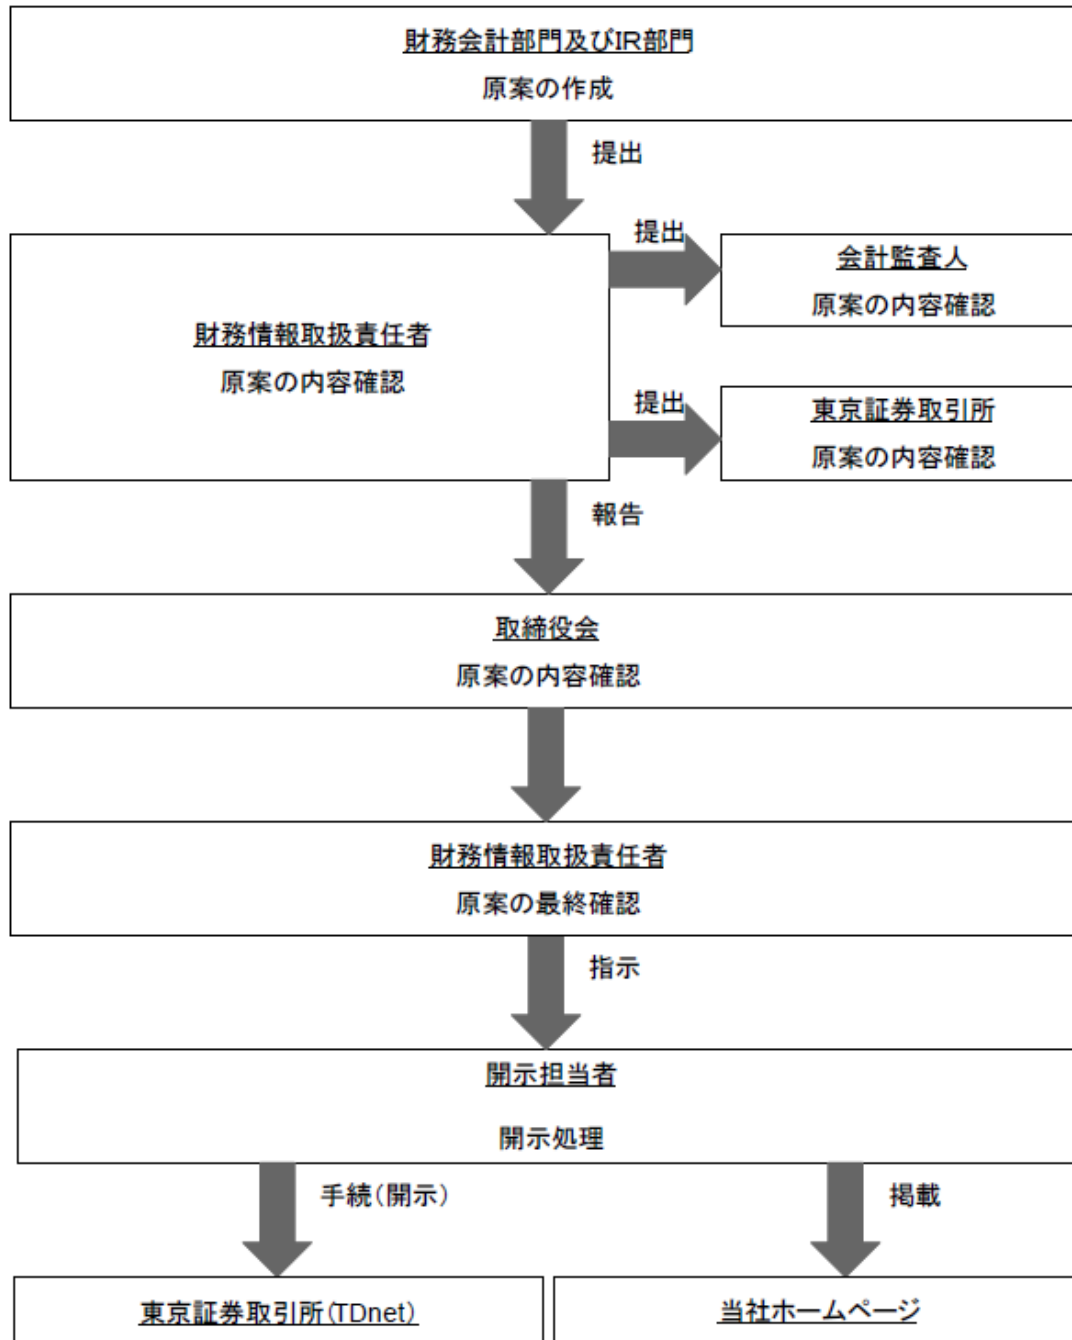 財務会計部門及びIR部門
原案の作成
提出
財務情報取扱責任者
原案の内容確認
提出
会計監査人
原案の内容確認
提出
東京証券取引所
原案の内容確認
報告
取締役会
原案の内容確認
財務情報取扱責任者
原案の最終確認
指示
開示担当者
開示処理
手続（開示）
掲載
東京証券取引所（TDnet）
当社ホームページ